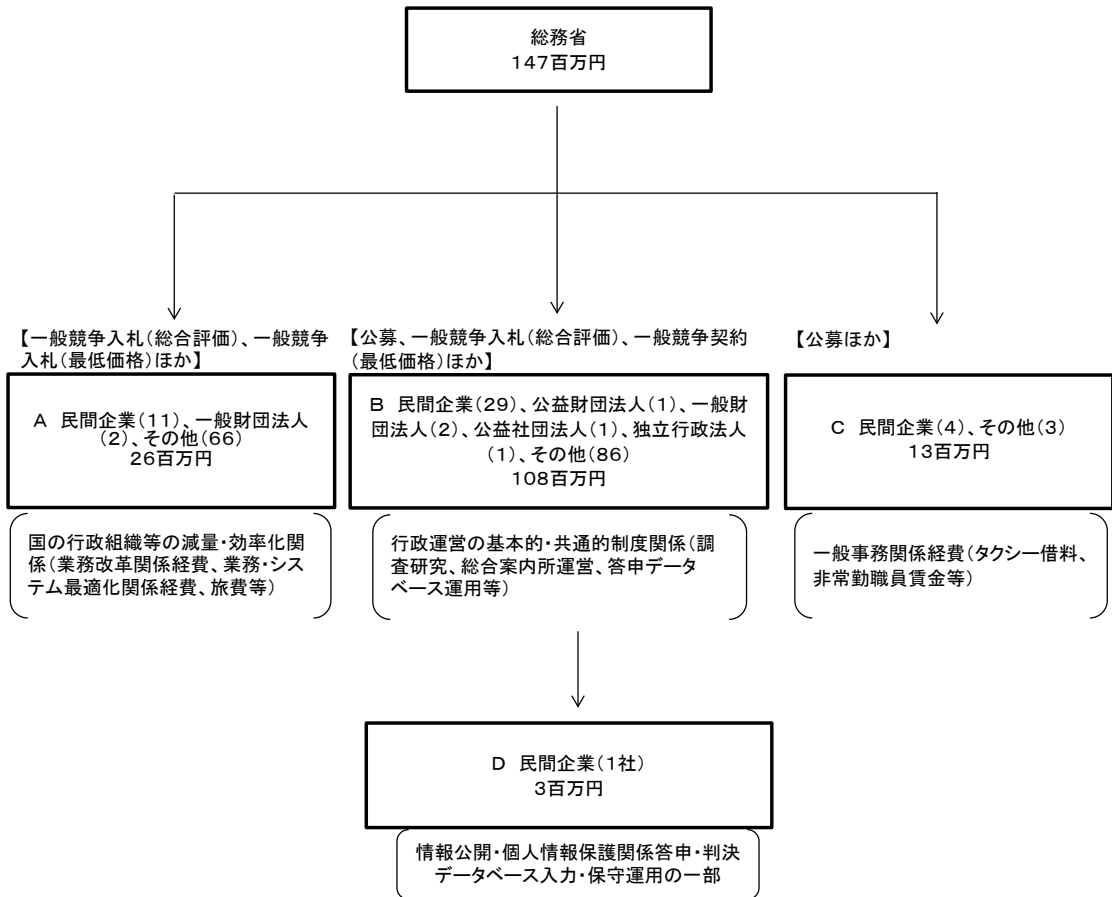 総務省
147百万円
【一般競争入札(総合評価)、一般競争
入札(最低価格)ほか】
A 民間企業(11)、一般財団法人
(2)、その他(66)
26百万円
国の行政組織等の減量・効率化関
係(業務改革関係経費、業務・シス
テム最適化関係経費、旅費等)
【公募、一般競争入札(総合評価)、一般競争契約
(最低価格)ほか】
B 民間企業(29)、公益財団法人(1)、一般財
団法人(2)、公益社団法人(1)、独立行政法人
(1)、その他(86)
108百万円
行政運営の基本的・共通的制度関係(調
査研究、総合案内所運営、答申データ
ベース運用等)
【公募ほか】
C 民間企業(4)、その他(3)
13百万円
一般事務関係経費(タクシー借料、
非常勤職員賃金等)
D 民間企業(1社)
3百万円
情報公開・個人情報保護関係答申・判決
データベース入力・保守運用の一部